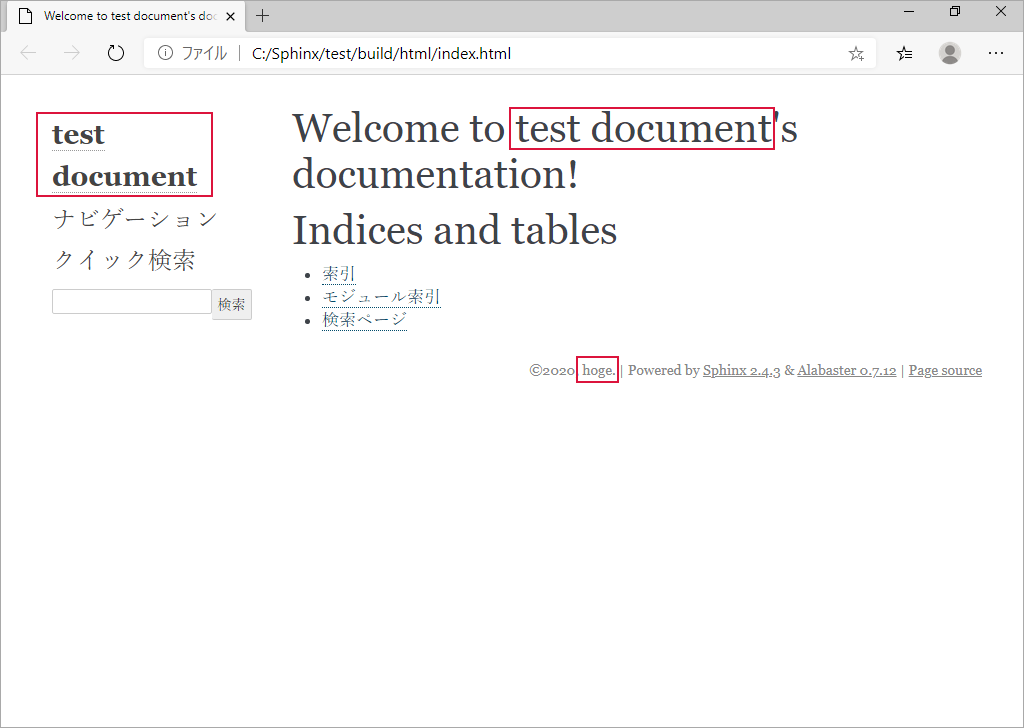 Welcome to test document's doc
ファイル C:/Sphinx/test/build/html/index.html
test
document
ナビゲーション
クイック検索
検索
Welcome to test document's
documentation!
Indices and tables
索引
モジュール索引
検索ページ
©2020, hoge. | Powered by Sphinx 2.4.3 & Alabaster 0.7.12 | Page source